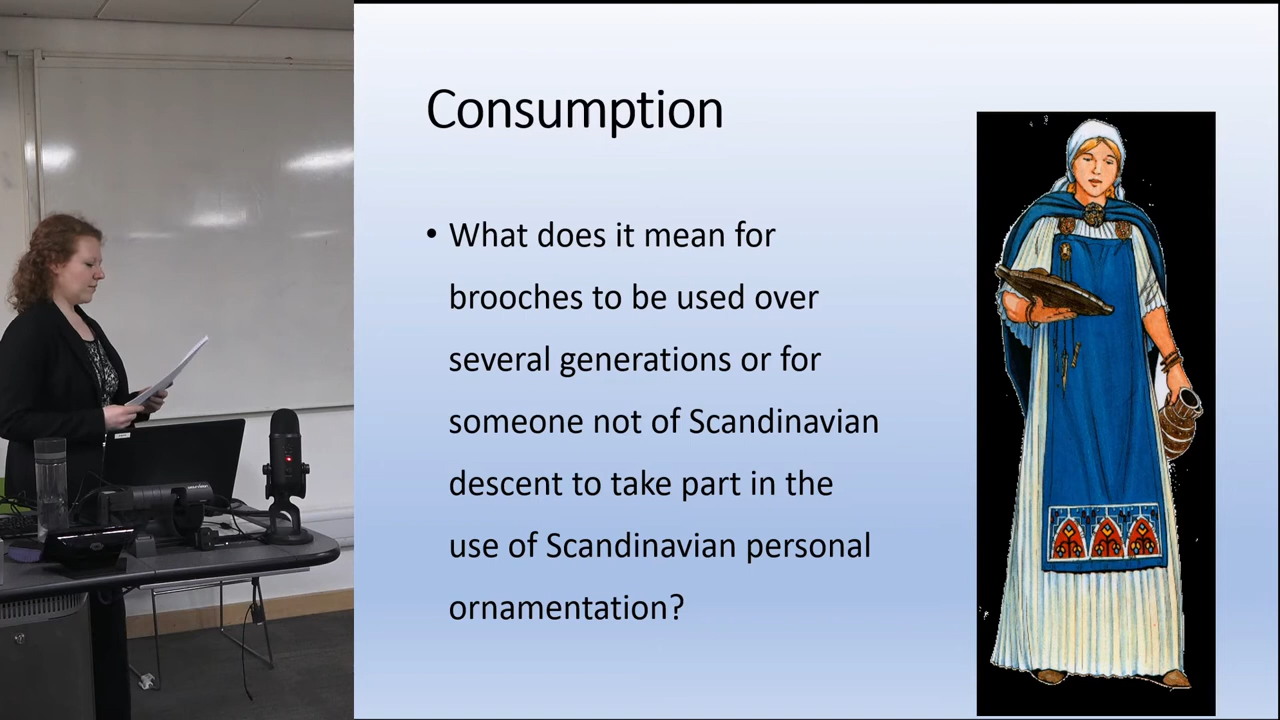 Consumption
• What does it mean for
brooches to be used over
several generations or for
someone not of Scandinavian
descent to take part in the
use of Scandinavian personal
ornamentation?